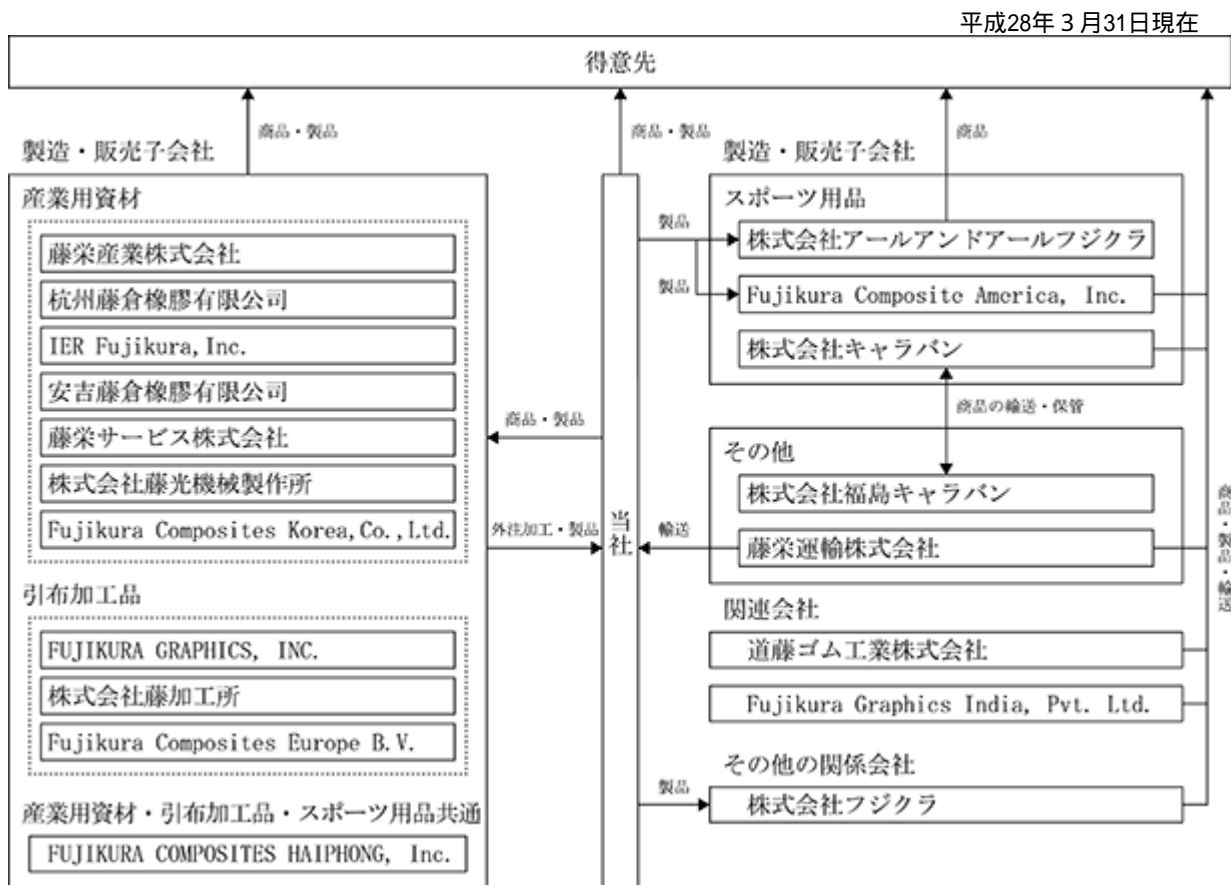 平成28年3月31日現在
得意先
商品・製品
製造・販売子会社
産業用資材
藤栄産業株式会社
杭州藤倉橡膠有限公司
IER Fujikura,Inc.
安吉藤倉橡膠有限公司
藤栄サービス株式会社
株式会社藤光機械製作所
Fujikura Composites Korea,Co.,Ltd.
引布加工品
FUJIKURA GRAPHICS, INC.
株式会社藤加工所
Fujikura Composites Europe B.V.
産業用資材・引布加工品・スポーツ用品共通
FUJIKURA COMPOSITES HAIPHONG, Inc.
商品・製品
商品・製品
外注加工・製品
当社
商品
製造・販売子会社
スポーツ用品
製品
株式会社アールアンドアールフジクラ
製品
Fujikura Composite America, Inc.
株式会社キャラバン
商品の輸送・保管
その他
株式会社福島キャラバン
輸送
藤栄運輸株式会社
関連会社
道藤ゴム工業株式会社
Fujikura Graphics India, Pvt. Ltd.
その他の関係会社
製品
株式会社フジクラ
商品・製品・輸送